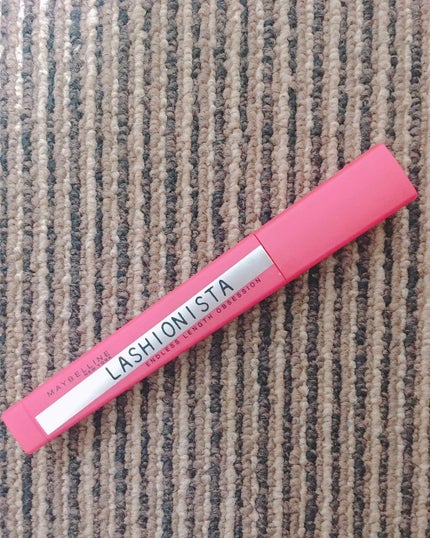 MAYBELLINE
NEW YORK
LASHIONISTA
ENDLESS LENGTH OBSESSION